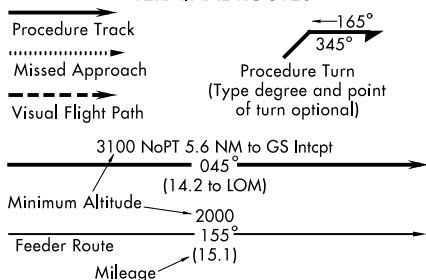 Procedure Track
Missed Approach
Visual Flight Path
165°
345°
Procedure Turn
(Type degree and point
of turn optional)
3100 NoPT 5.6 NM to GS Intcpt
045°
(14.2 to LOM)
Minimum Altitude
2000
155°
Feeder Route
(15.1)
Mileage